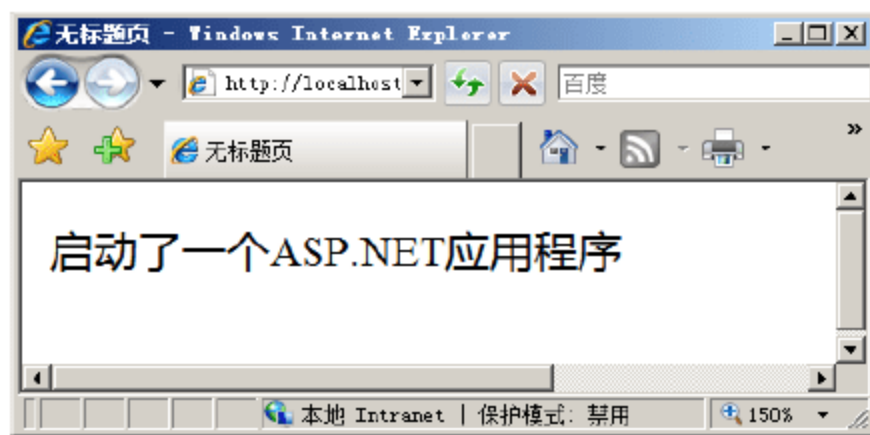 无标题页 - Windows Internet Explorer
http://localhost
百度
无标题页
»
启动了一个ASP.NET应用程序
本地 Intranet | 保护模式: 禁用
150%